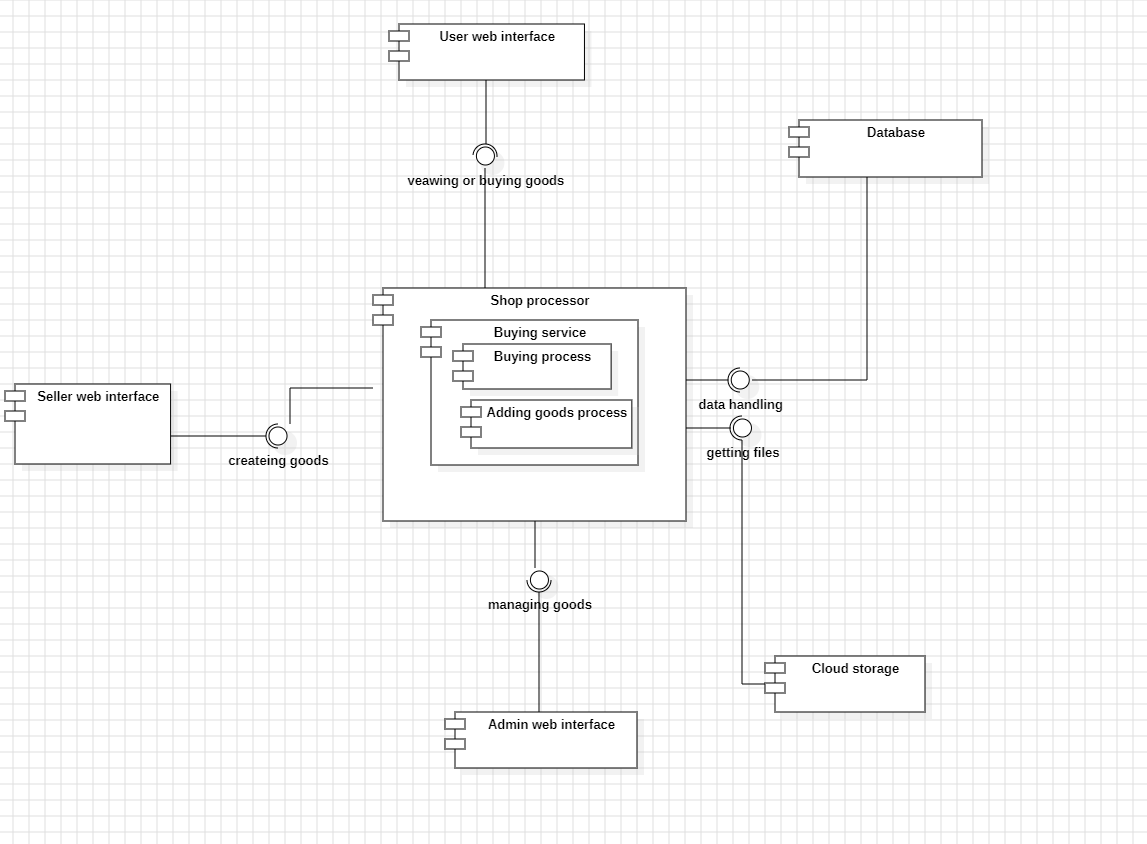 User web interface
Database
veawing or buying goods
Shop processor
Buying service
Buying process
Seller web interface
Adding goods process
data handling
createing goods
getting files
managing goods
Cloud storage
Admin web interface